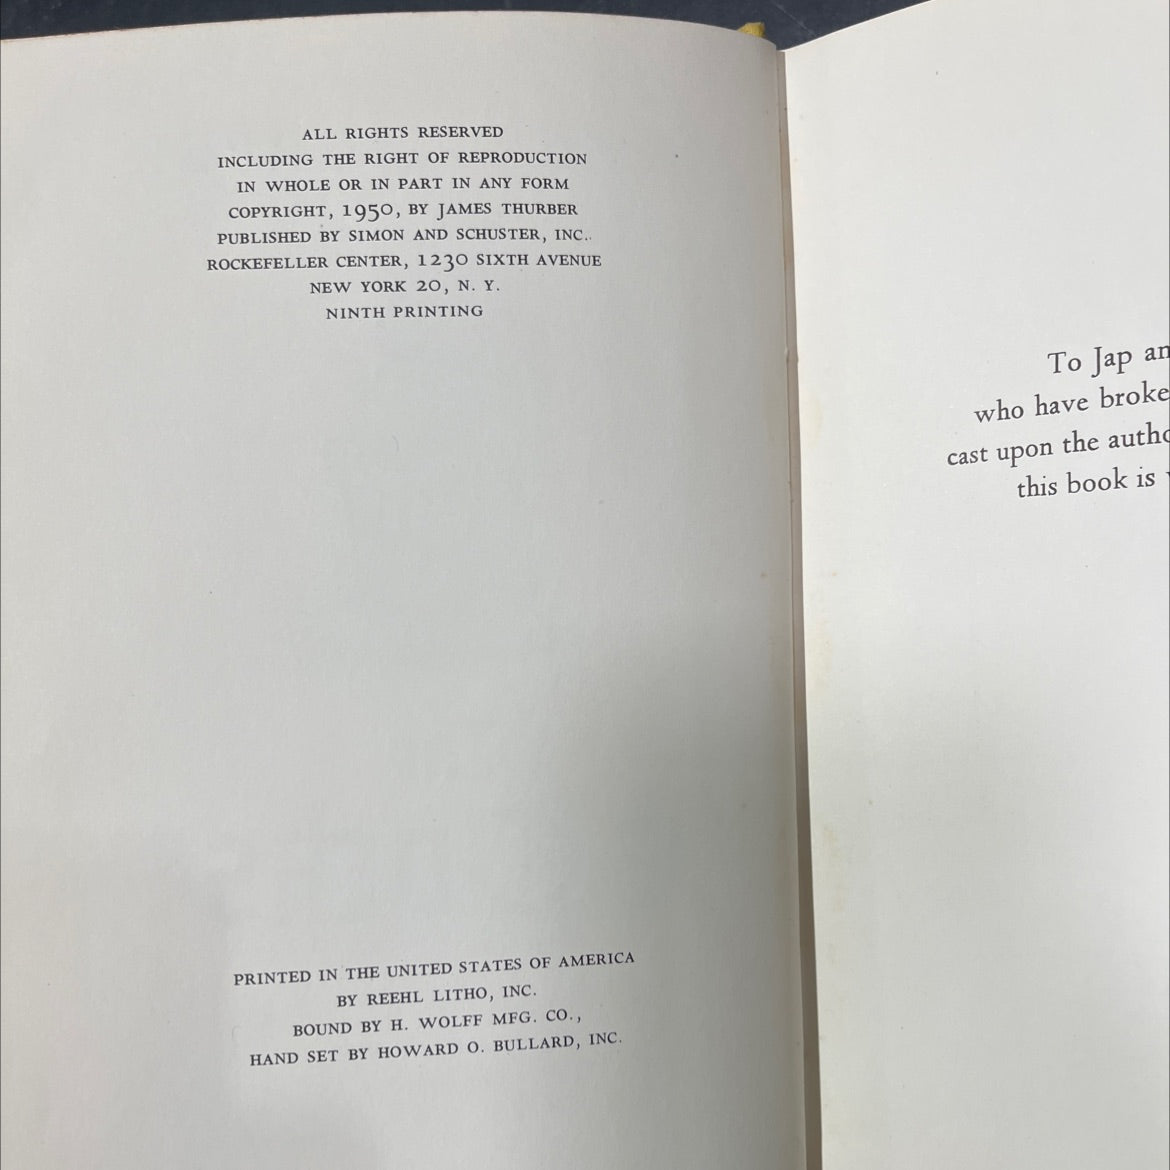 ALL RIGHTS RESERVED
INCLUDING THE RIGHT OF REPRODUCTION
IN WHOLE OR IN PART IN ANY FORM
COPYRIGHT, 1950, BY JAMES THURBER
PUBLISHED BY SIMON AND SCHUSTER, INC.
ROCKEFELLER CENTER, 1230 SIXTH AVENUE
NEW YORK 20, N. Y.
NINTH PRINTING
PRINTED IN THE UNITED STATES OF AMERICA
BY REEHL LITHO, INC.
BOUND BY H. WOLFF MFG. CO.,
HAND SET BY HOWARD O. BULLARD, INC.
To Jap an
who have broke
cast upon the autho
this book is